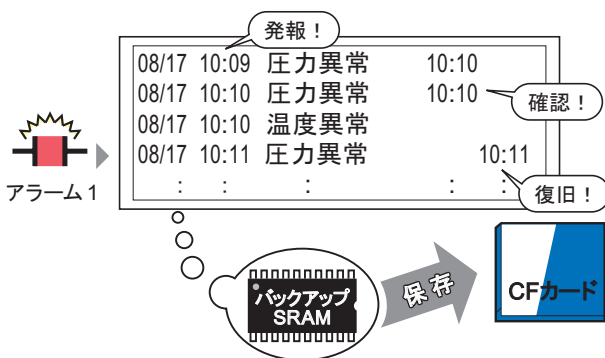 発報！
08/17 10:09 圧力異常 10:10
08/17 10:10 圧力異常 10:10
確認！
08/17 10:10 温度異常
08/17 10:11 圧力異常 10:11
: : : : :
復旧！
アラーム 1
バックアップ
SRAM
保存
CFカード